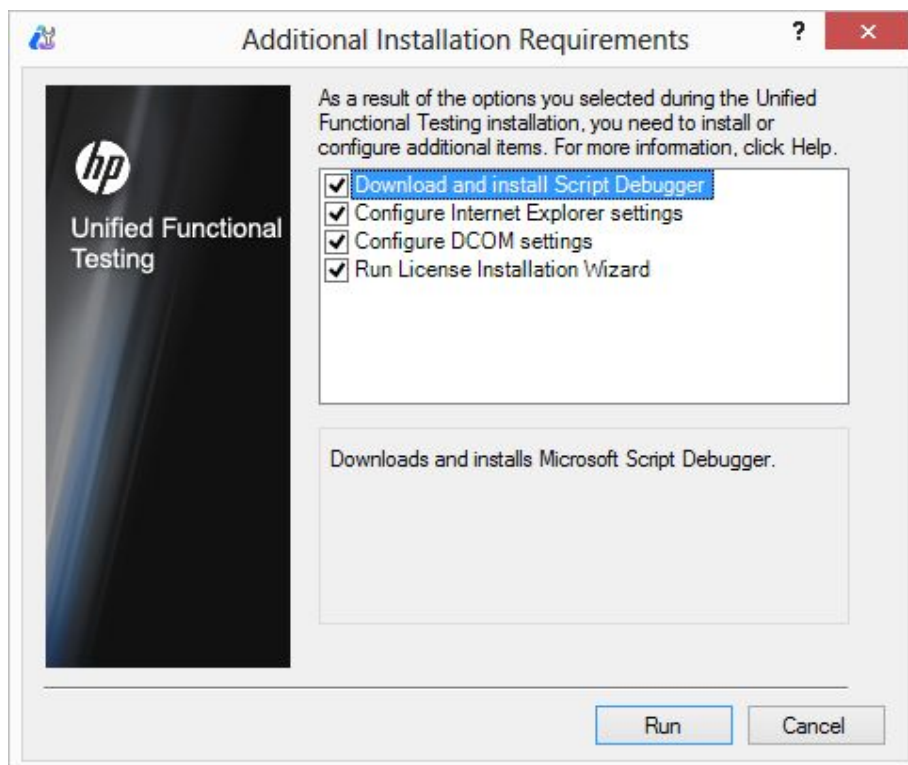 Additional Installation Requirements
?
hp
Unified Functional
Testing
As a result of the options you selected during the Unified
Functional Testing installation, you need to install or
configure additional items. For more information, click Help.
Download and install Script Debugger
Configure Internet Explorer settings
Configure DCOM settings
Run License Installation Wizard
Downloads and installs Microsoft Script Debugger.
Run
Cancel